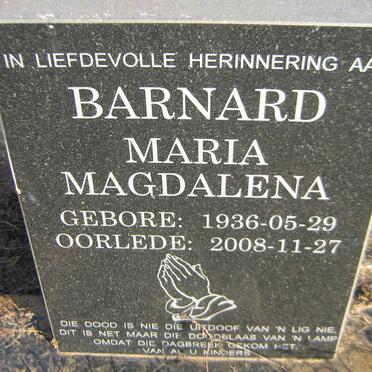 IN LIEFDEVOLLE HERINNERING AA
BARNARD
MARIA
MAGDALENA
GEBORE: 1936-05-29
OORLEDE: 2008-11-27
DIE DOOD IS NIE DIE UITDOOF VAN 'N LIG NIE,
DIT IS NET MAAR DIE DOODBLAAS VAN 'N LAMP
OMDAT DIE DAGBREEK GEKOM HET.
VAN AL U KINDERS